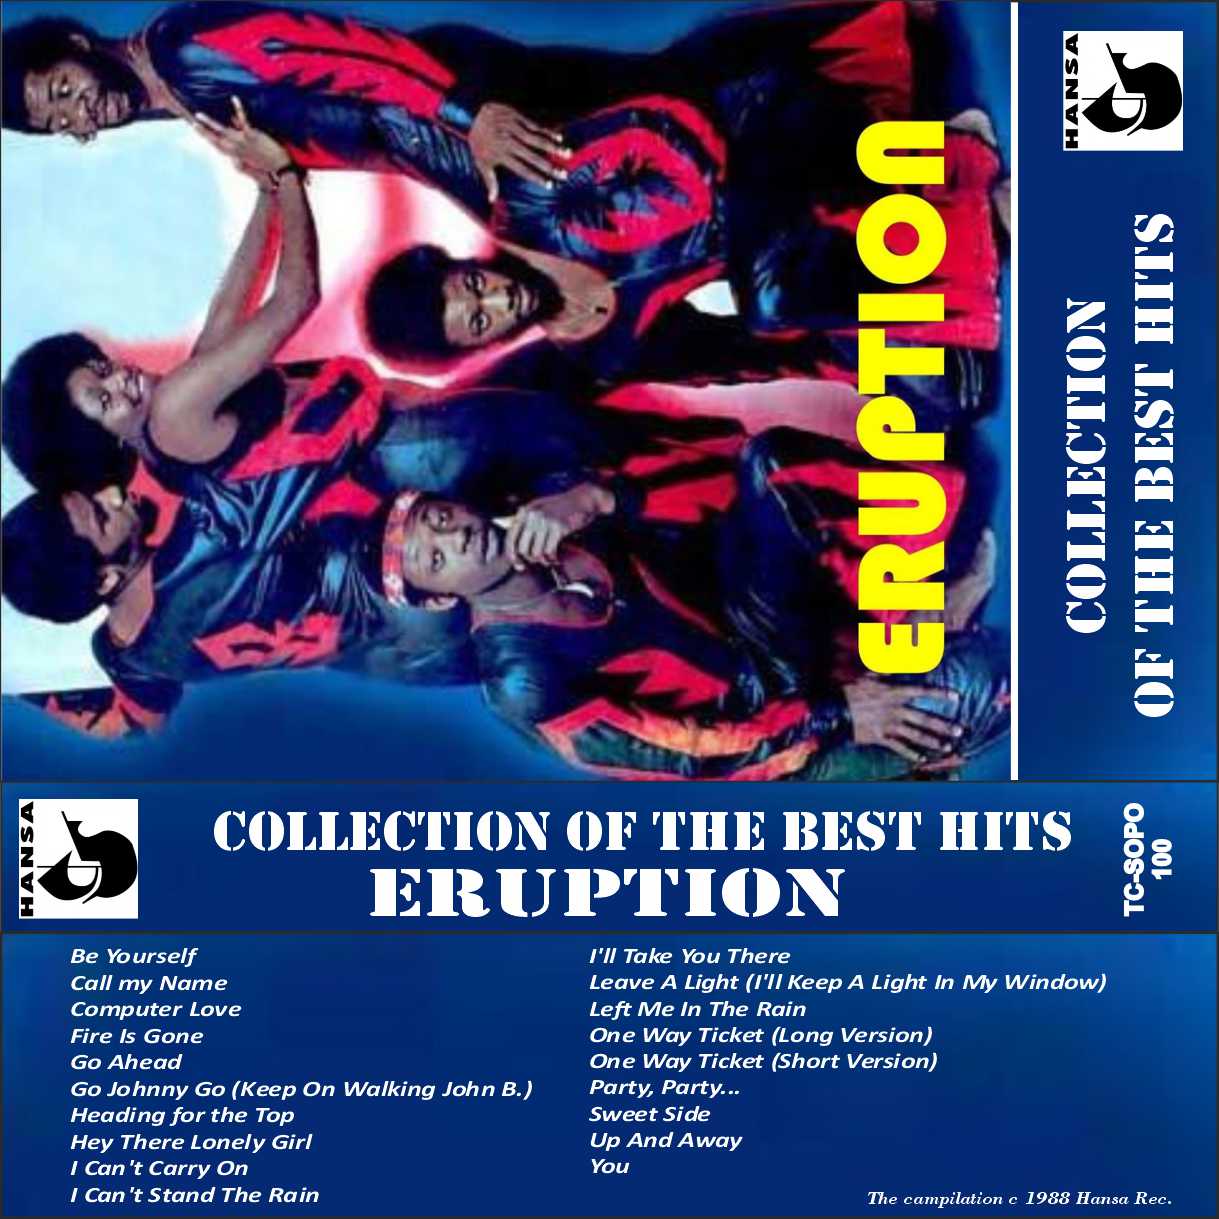 ERUPTION
HANSA
COLLECTION
OF THE BEST HITS
HANSA
COLLECTION OF THE BEST HITS
ERUPTION
TC-SOPO
100
Be Yourself
Call my Name
Computer Love
Fire Is Gone
Go Ahead
Go Johnny Go (Keep On Walking John B.)
Heading for the Top
Hey There Lonely Girl
I Can't Carry On
I Can't Stand The Rain
I'll Take You There
Leave A Light (I'll Keep A Light In My Window)
Left Me In The Rain
One Way Ticket (Long Version)
One Way Ticket (Short Version)
Party, Party...
Sweet Side
Up And Away
You
The campilation c 1988 Hansa Rec.